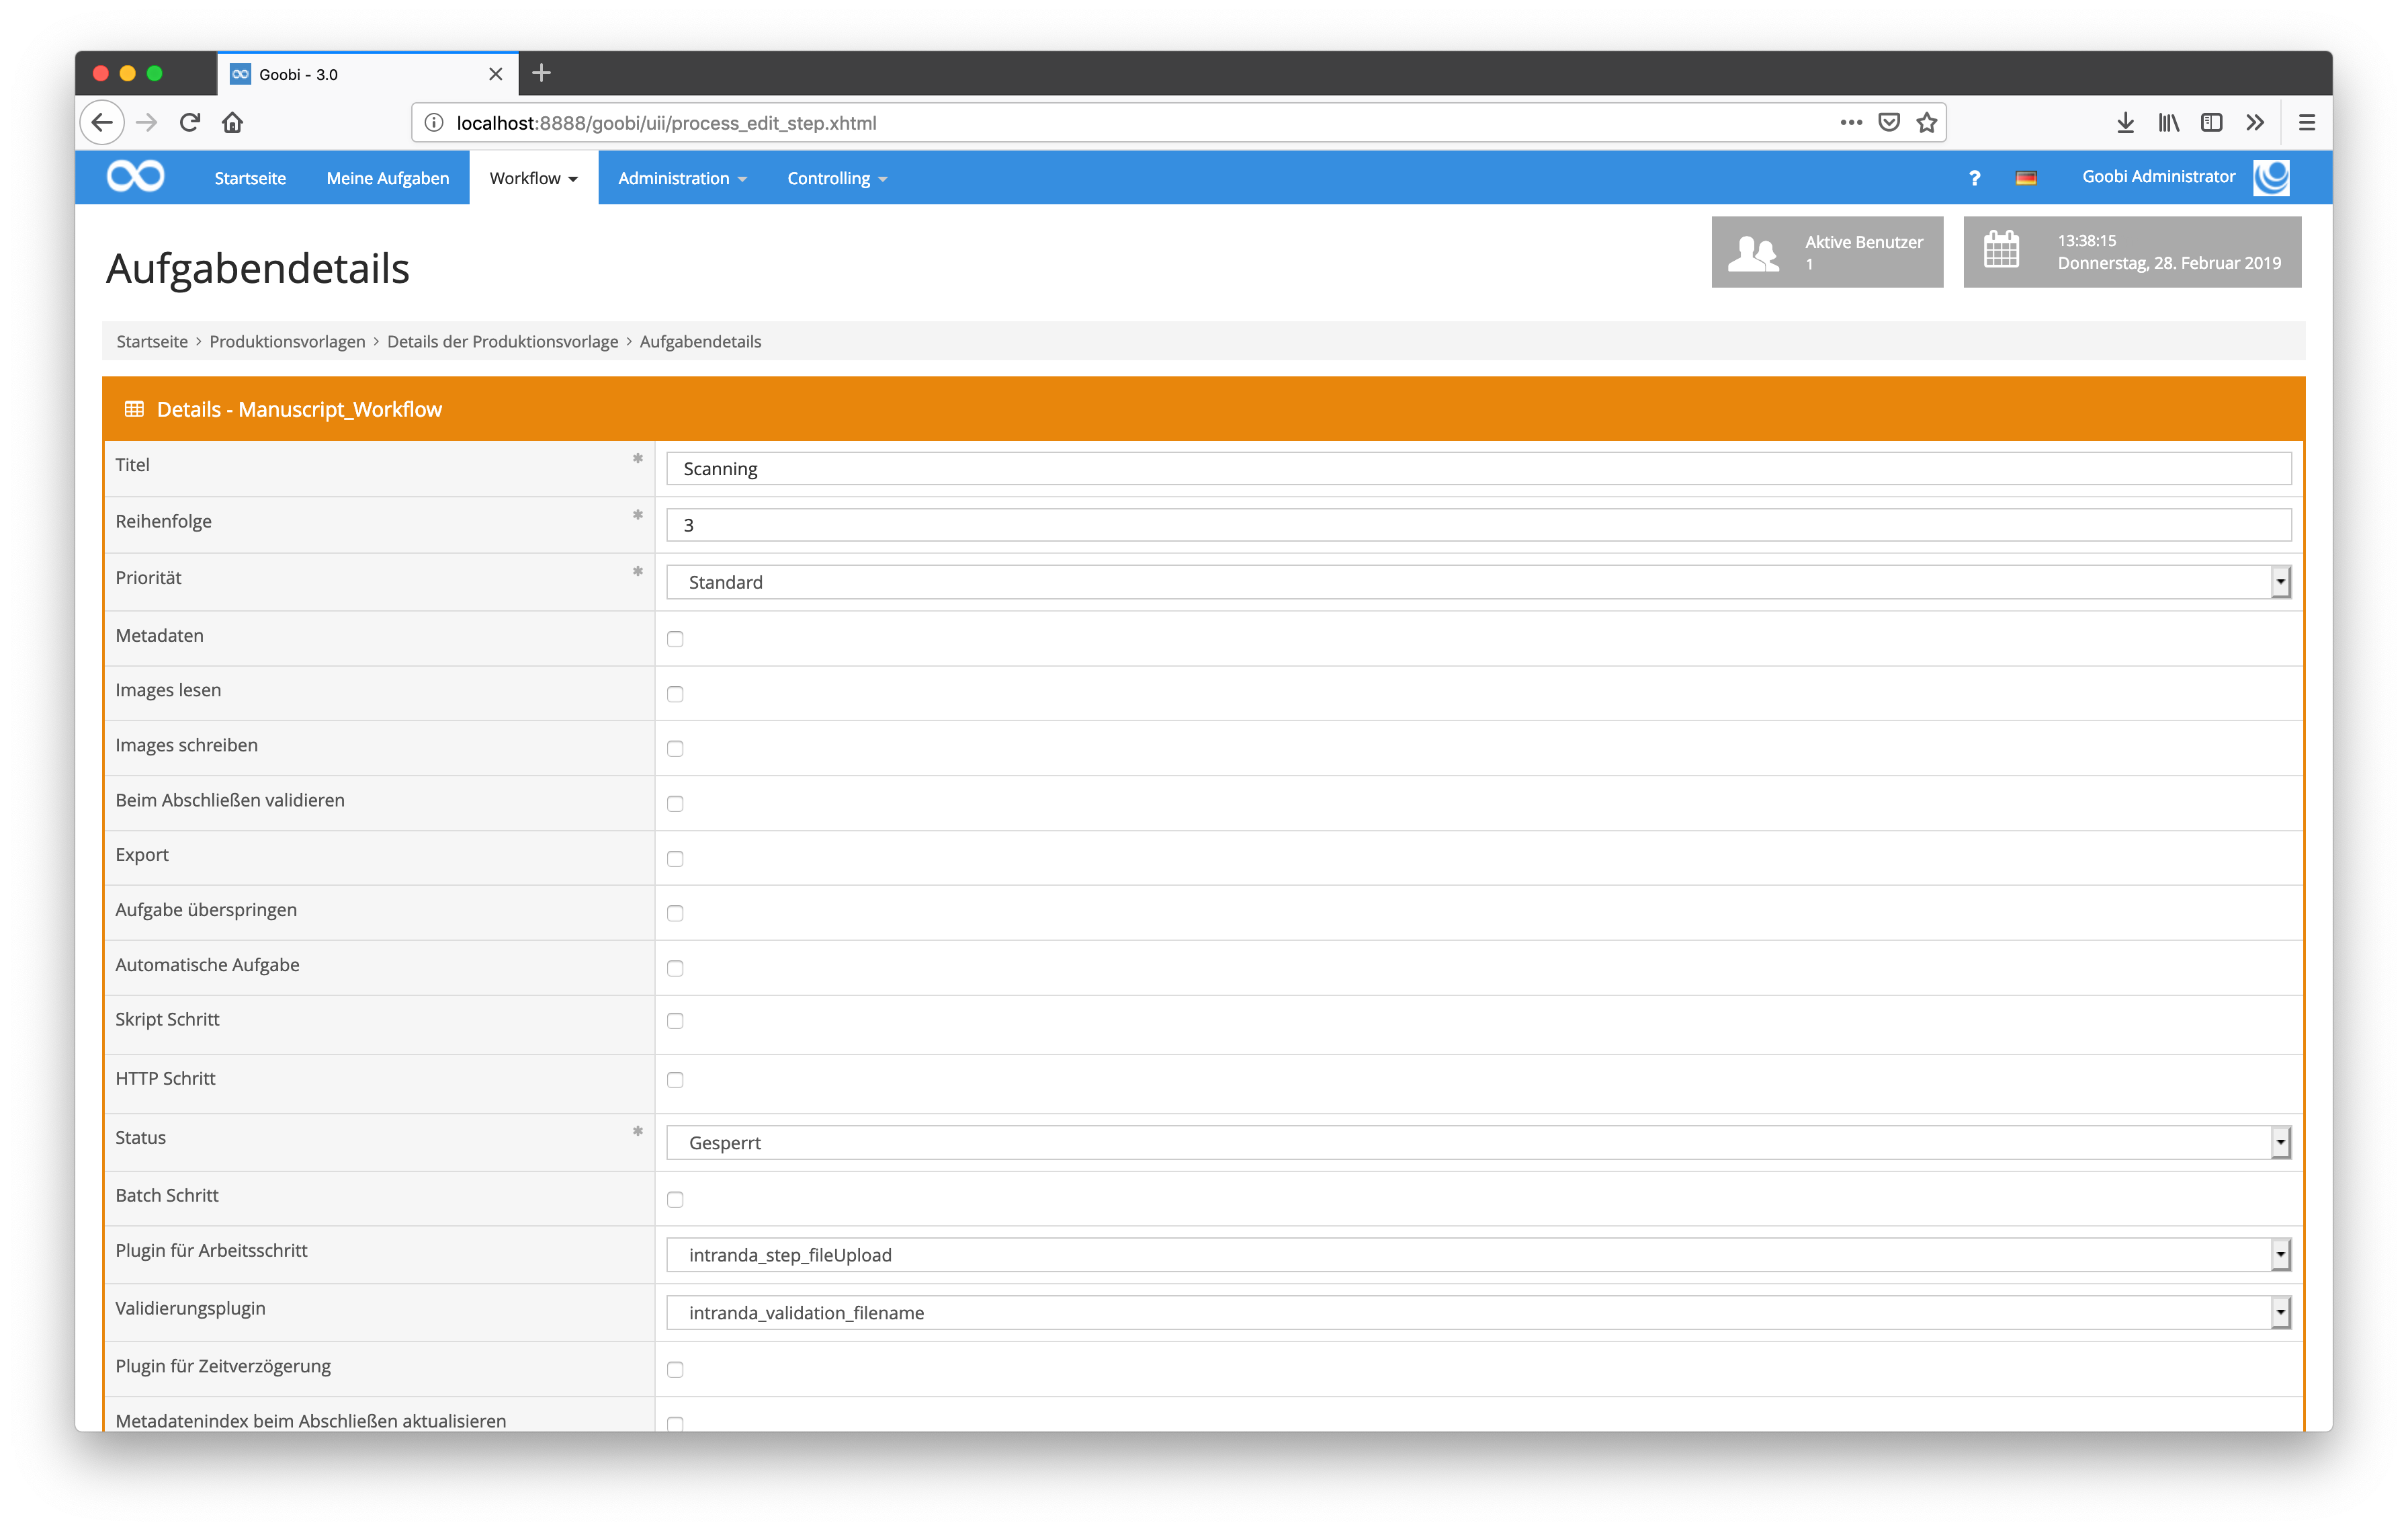 Goobi - 3.0
localhost:8888/goobi/uii/process_edit_step.xhtml
Startseite Meine Aufgaben Workflow Administration Controlling ? Goobi Administrator
Aufgabendetails
Aktive Benutzer
1
13:38:15
Donnerstag, 28. Februar 2019
Startseite > Produktionsvorlagen > Details der Produktionsvorlage > Aufgabendetails
Details - Manuscript_Workflow
Titel * Scanning
Reihenfolge * 3
Priorität * Standard
Metadaten
Images lesen
Images schreiben
Beim Abschließen validieren
Export
Aufgabe überspringen
Automatische Aufgabe
Skript Schritt
HTTP Schritt
Status * Gesperrt
Batch Schritt
Plugin für Arbeitsschritt intranda_step_fileUpload
Validierungsplugin intranda_validation_filename
Plugin für Zeitverzögerung
Metadatenindex beim Abschließen aktualisieren